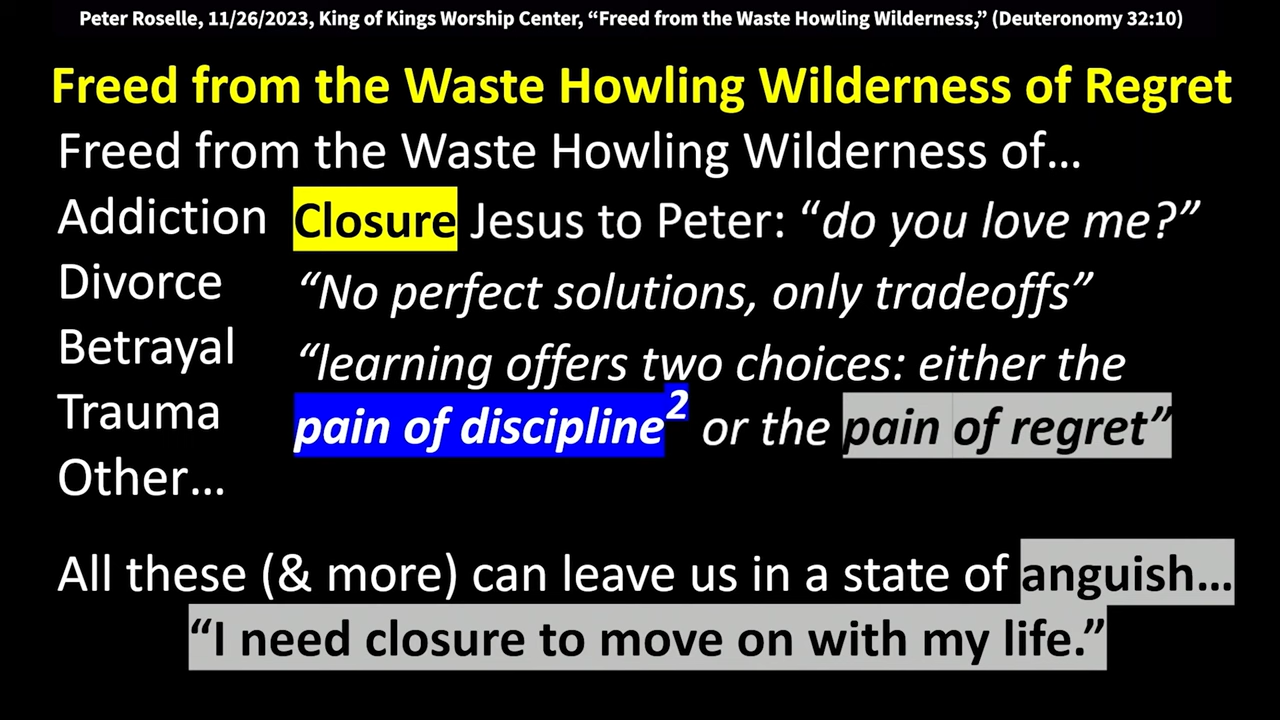 Peter Roselle, 11/26/2023, King of Kings Worship Center, “Freed from the Waste Howling Wilderness,” (Deuteronomy 32:10)
Freed from the Waste Howling Wilderness of Regret
Freed from the Waste Howling Wilderness of…
Addiction Closure Jesus to Peter: “do you love me?”
Divorce “No perfect solutions, only tradeoffs”
Betrayal “learning offers two choices: either the
Trauma pain of discipline2 or the pain of regret”
Other…
All these (& more) can leave us in a state of anguish…
“I need closure to move on with my life.”